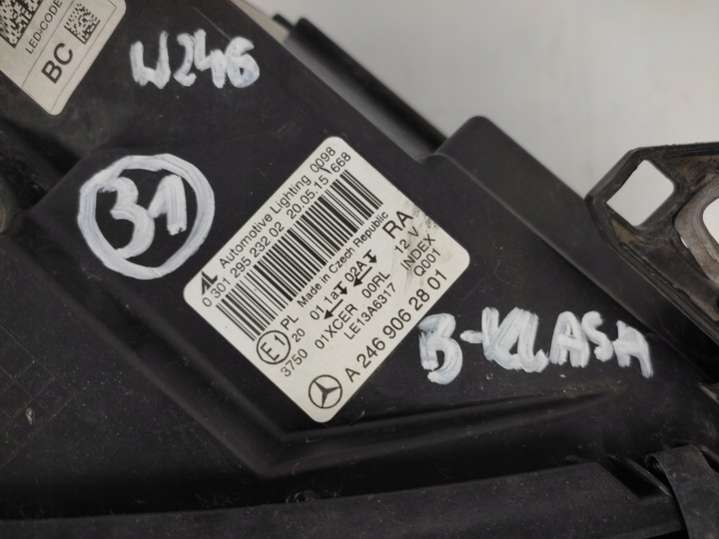 LED-CODE
BC
W246
31
AL Automotive Lighting 0098
0 301 295 232 02 20.05.15 668
Made in Czech Republic RA
E1 PL 20 01 1a 02A 12 V
3750 01XCER 00RL INDEX
LE13A6317 Q001
A 246 906 28 01
B-KLASA